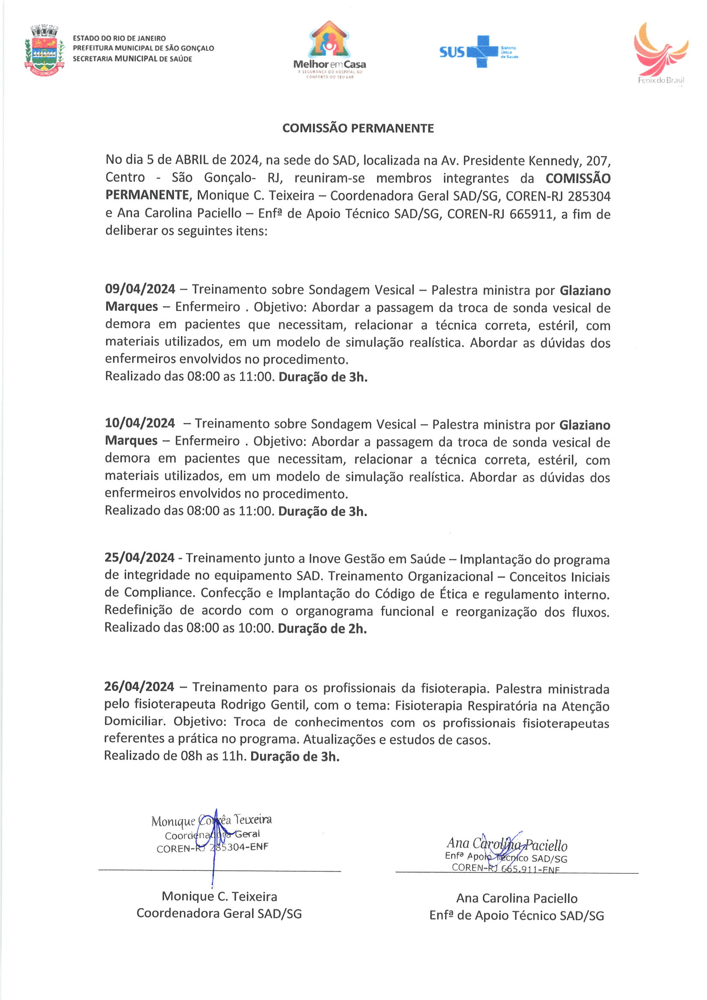 ESTADO DO RIO DE JANEIRO
PREFEITURA MUNICIPAL DE SÃO GONÇALO
SECRETARIA MUNICIPAL DE SAÚDE
SÃO GONÇALO
Melhor em Casa
A SEGURANÇA DO HOSPITAL NO
CONFORTO DO SEU LAR
SUS
Sistema
Único
de Saúde
Fenix do Brasil
COMISSÃO PERMANENTE
No dia 5 de ABRIL de 2024, na sede do SAD, localizada na Av. Presidente Kennedy, 207,
Centro - São Gonçalo- RJ, reuniram-se membros integrantes da COMISSÃO
PERMANENTE, Monique C. Teixeira – Coordenadora Geral SAD/SG, COREN-RJ 285304
e Ana Carolina Paciello – Enfª de Apoio Técnico SAD/SG, COREN-RJ 665911, a fim de
deliberar os seguintes itens:
09/04/2024 – Treinamento sobre Sondagem Vesical – Palestra ministra por Glaziano
Marques – Enfermeiro . Objetivo: Abordar a passagem da troca de sonda vesical de
demora em pacientes que necessitam, relacionar a técnica correta, estéril, com
materiais utilizados, em um modelo de simulação realística. Abordar as dúvidas dos
enfermeiros envolvidos no procedimento.
Realizado das 08:00 as 11:00. Duração de 3h.
10/04/2024 – Treinamento sobre Sondagem Vesical – Palestra ministra por Glaziano
Marques – Enfermeiro . Objetivo: Abordar a passagem da troca de sonda vesical de
demora em pacientes que necessitam, relacionar a técnica correta, estéril, com
materiais utilizados, em um modelo de simulação realística. Abordar as dúvidas dos
enfermeiros envolvidos no procedimento.
Realizado das 08:00 as 11:00. Duração de 3h.
25/04/2024 - Treinamento junto a Inove Gestão em Saúde – Implantação do programa
de integridade no equipamento SAD. Treinamento Organizacional – Conceitos Iniciais
de Compliance. Confecção e Implantação do Código de Ética e regulamento interno.
Redefinição de acordo com o organograma funcional e reorganização dos fluxos.
Realizado das 08:00 as 10:00. Duração de 2h.
26/04/2024 – Treinamento para os profissionais da fisioterapia. Palestra ministrada
pelo fisioterapeuta Rodrigo Gentil, com o tema: Fisioterapia Respiratória na Atenção
Domiciliar. Objetivo: Troca de conhecimentos com os profissionais fisioterapeutas
referentes a prática no programa. Atualizações e estudos de casos.
Realizado de 08h as 11h. Duração de 3h.
Monique Corrêa Teixeira
Coordenadora Geral
COREN-RJ 285304-ENF
Ana Carolina Paciello
Enfª Apoio Técnico SAD/SG
COREN-RJ 665.911-ENF
Monique C. Teixeira
Coordenadora Geral SAD/SG
Ana Carolina Paciello
Enfª de Apoio Técnico SAD/SG